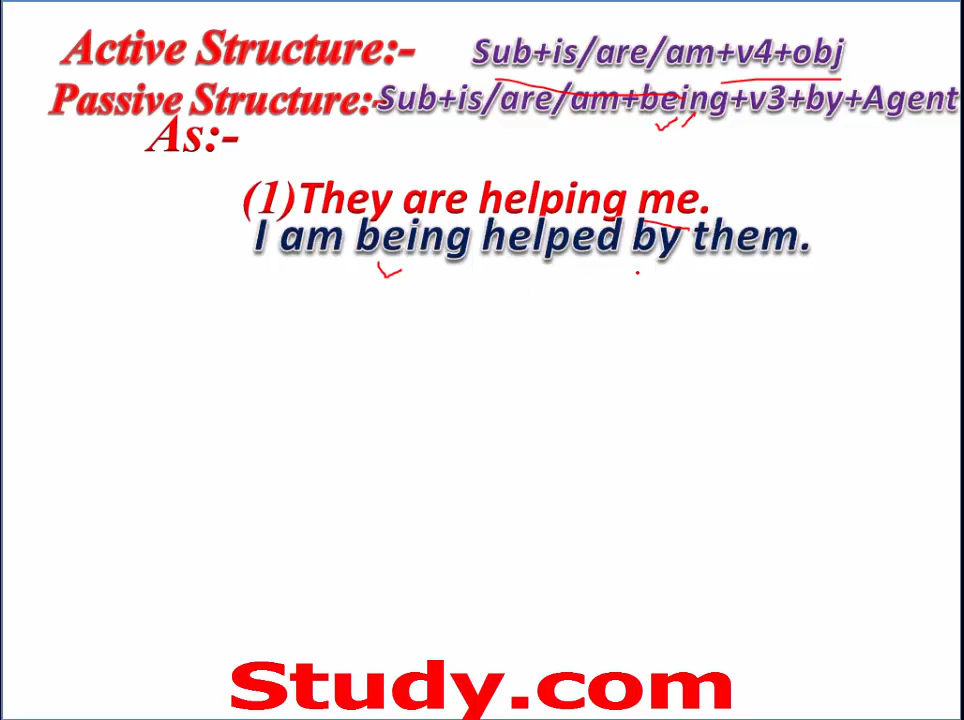 Active Structure:- Sub+is/are/am+v4+obj
Passive Structure:- Sub+is/are/am+being+v3+by+Agent
As:-
(1)They are helping me.
I am being helped by them.
Study.com